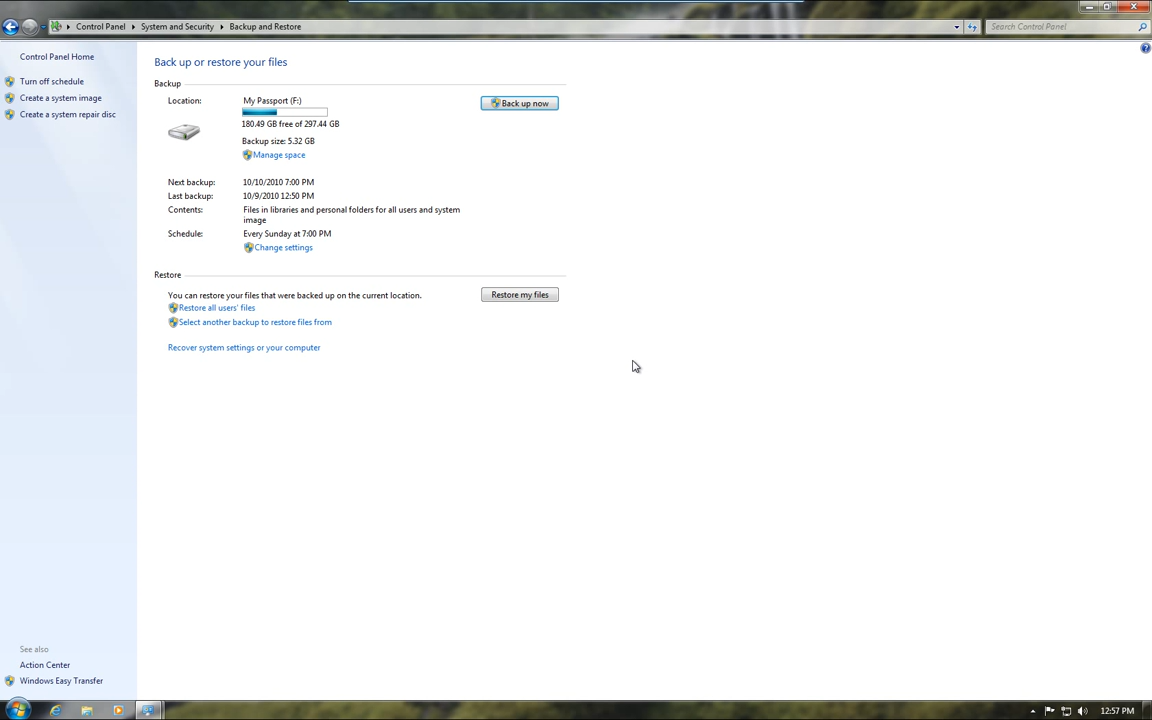 Control Panel System and Security Backup and Restore Search Control Panel
Control Panel Home
Turn off schedule
Create a system image
Create a system repair disc
Back up or restore your files
Backup
Location: My Passport (F:) Back up now
180.49 GB free of 297.44 GB
Backup size: 5.32 GB
Manage space
Next backup: 10/10/2010 7:00 PM
Last backup: 10/9/2010 12:50 PM
Contents: Files in libraries and personal folders for all users and system
image
Schedule: Every Sunday at 7:00 PM
Change settings
Restore
You can restore your files that were backed up on the current location. Restore my files
Restore all users' files
Select another backup to restore files from
Recover system settings or your computer
See also
Action Center
Windows Easy Transfer
12:57 PM